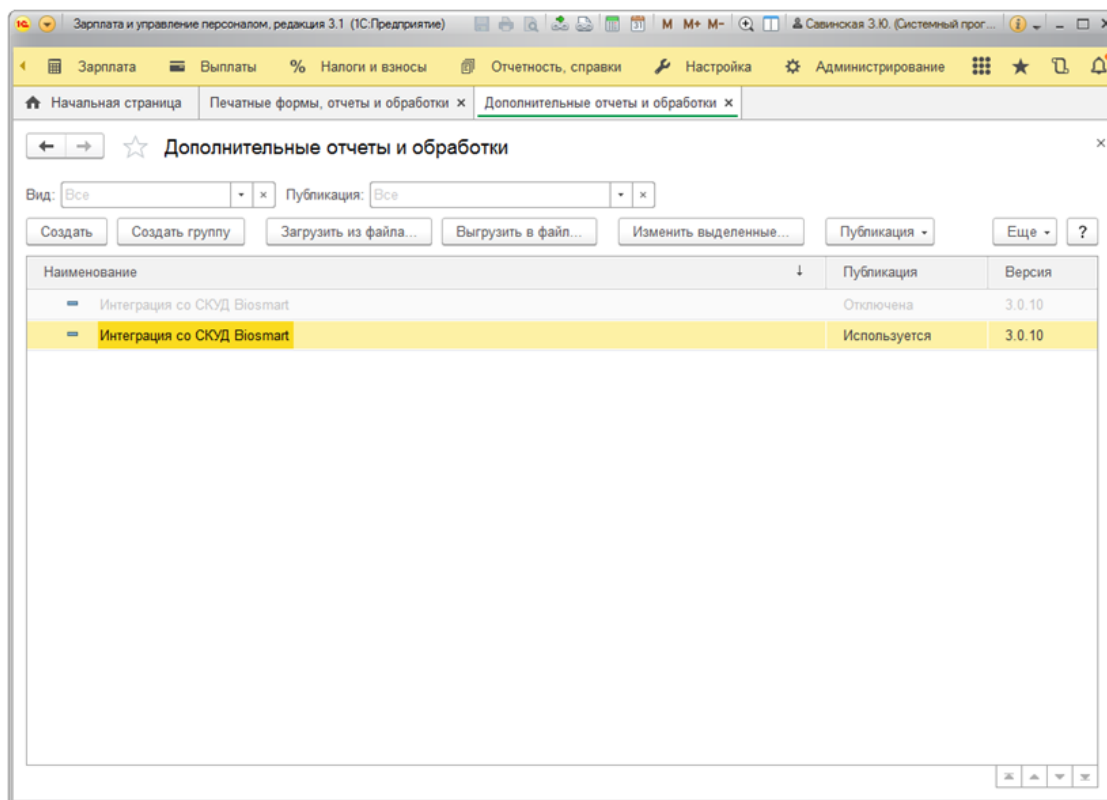 Зарплата и управление персоналом, редакция 3.1 (1С:Предприятие) 31 M M+ M- Савинская З.Ю. (Системный прог...
Зарплата Выплаты % Налоги и взносы Отчетность, справки Настройка Администрирование
Начальная страница Печатные формы, отчеты и обработки × Дополнительные отчеты и обработки ×
Дополнительные отчеты и обработки
Вид: Все Публикация: Все
Создать Создать группу Загрузить из файла... Выгрузить в файл... Изменить выделенные... Публикация Еще ?
Наименование ↓ Публикация Версия
Интеграция со СКУД Biosmart Отключена 3.0.10
Интеграция со СКУД Biosmart Используется 3.0.10